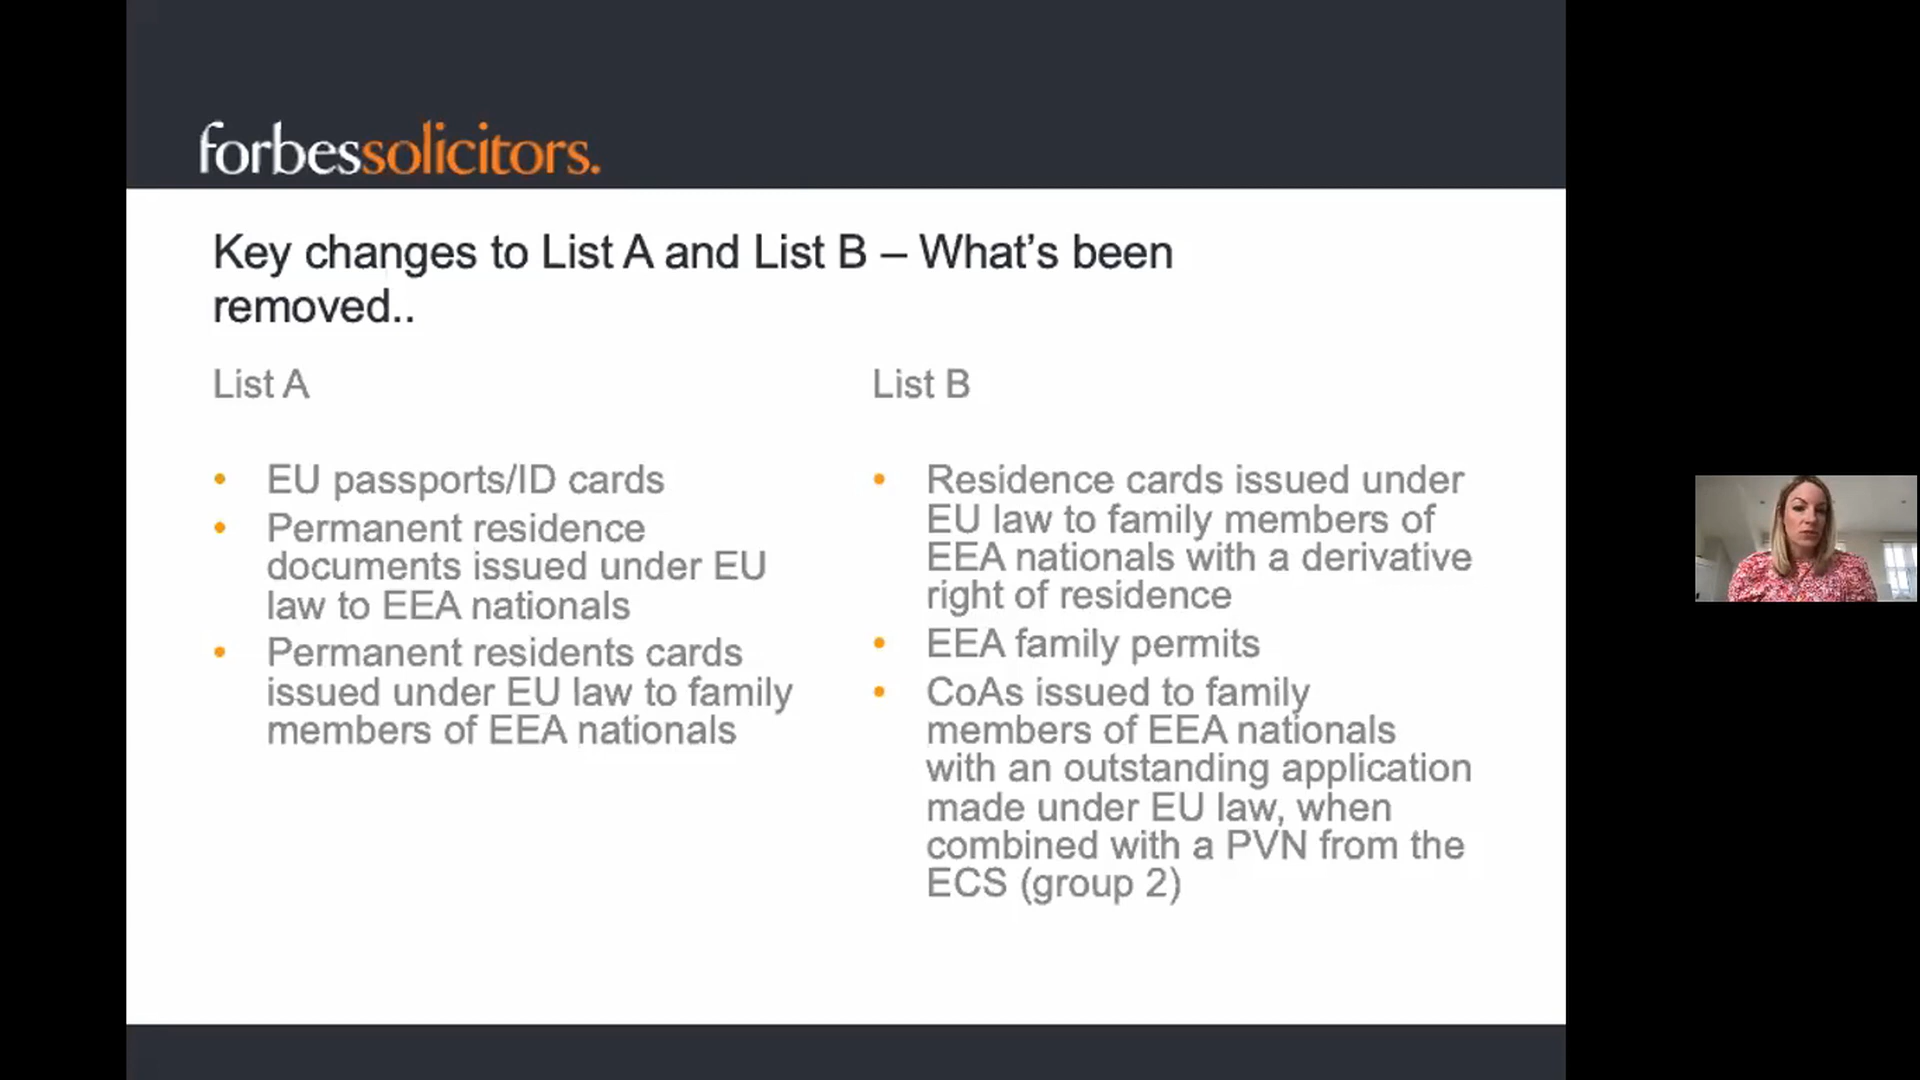 forbessolicitors.
Key changes to List A and List B – What’s been
removed..
List A
• EU passports/ID cards
• Permanent residence
documents issued under EU
law to EEA nationals
• Permanent residents cards
issued under EU law to family
members of EEA nationals
List B
• Residence cards issued under
EU law to family members of
EEA nationals with a derivative
right of residence
• EEA family permits
• CoAs issued to family
members of EEA nationals
with an outstanding application
made under EU law, when
combined with a PVN from the
ECS (group 2)